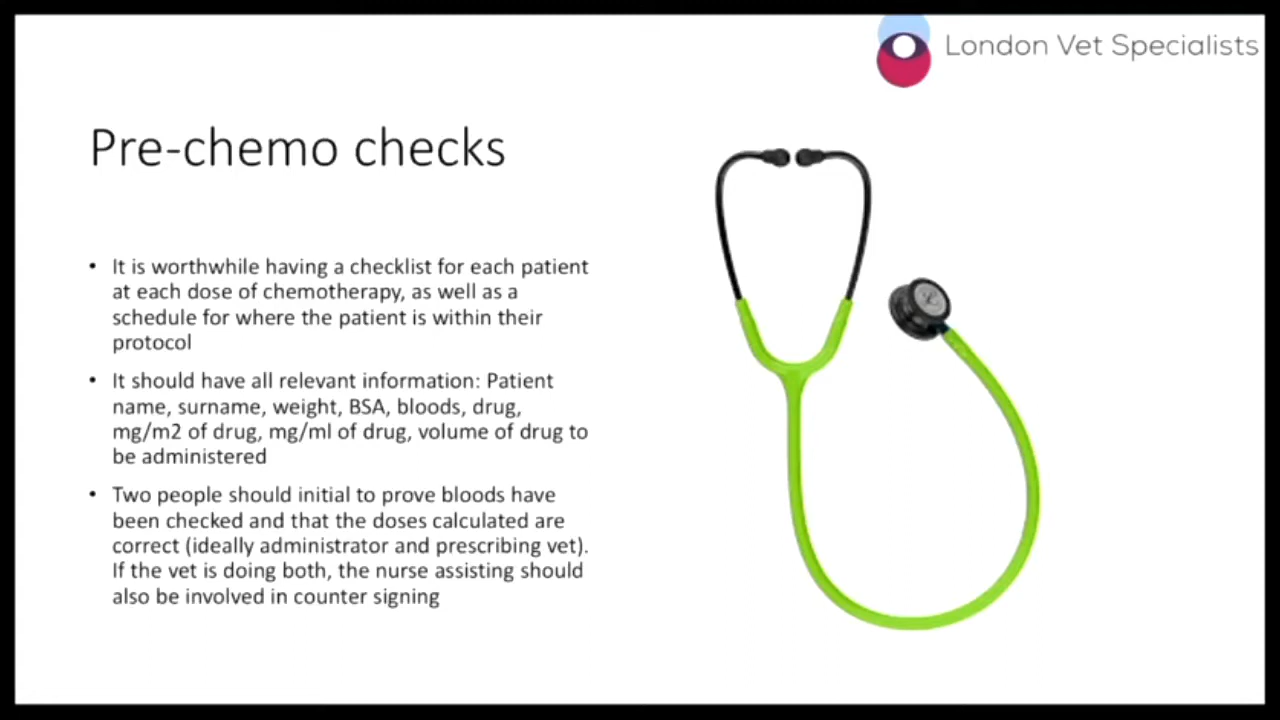 London Vet Specialists
Pre-chemo checks
• It is worthwhile having a checklist for each patient
at each dose of chemotherapy, as well as a
schedule for where the patient is within their
protocol
• It should have all relevant information: Patient
name, surname, weight, BSA, bloods, drug,
mg/m2 of drug, mg/ml of drug, volume of drug to
be administered
• Two people should initial to prove bloods have
been checked and that the doses calculated are
correct (ideally administrator and prescribing vet).
If the vet is doing both, the nurse assisting should
also be involved in counter signing